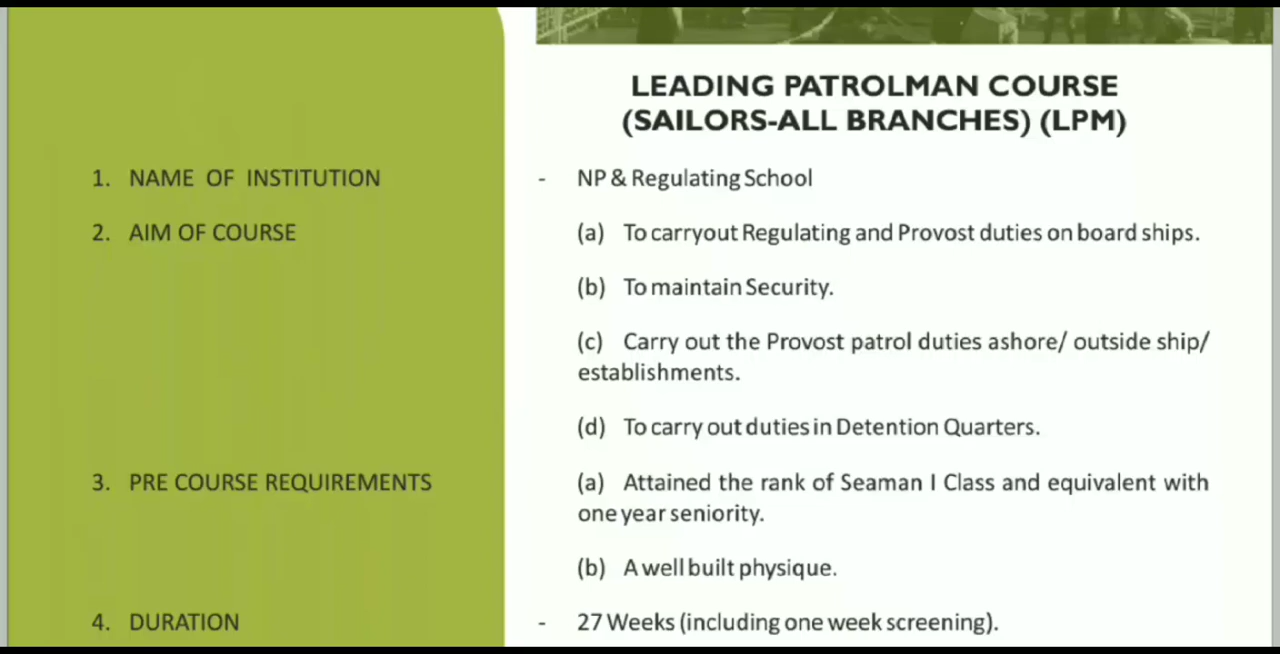 LEADING PATROLMAN COURSE
(SAILORS-ALL BRANCHES) (LPM)
1. NAME OF INSTITUTION - NP & Regulating School
2. AIM OF COURSE (a) To carryout Regulating and Provost duties on board ships.
(b) To maintain Security.
(c) Carry out the Provost patrol duties ashore/ outside ship/
establishments.
(d) To carry out duties in Detention Quarters.
3. PRE COURSE REQUIREMENTS (a) Attained the rank of Seaman I Class and equivalent with
one year seniority.
(b) A well built physique.
4. DURATION - 27 Weeks (including one week screening).